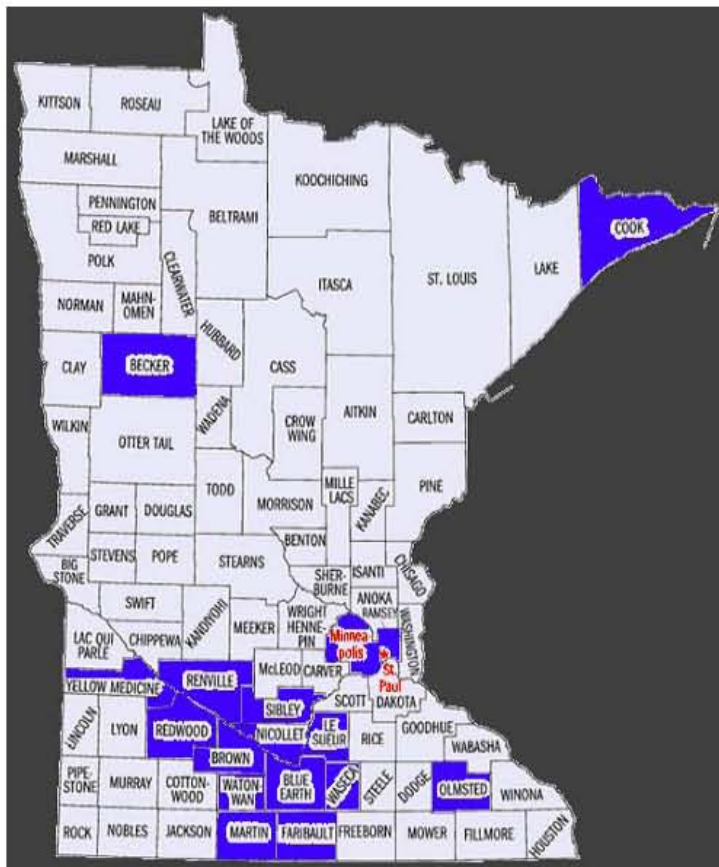 KITTSON
ROSEAU
LAKE OF
THE WOODS
MARSHALL
KOOCHICHING
PENNINGTON
BELTRAMI
RED LAKE
COOK
POLK
CLEARWATER
ITASCA
ST. LOUIS
LAKE
NORMAN
MAHN-
OMEN
HUBBARD
CLAY
BECKER
CASS
WADENA
AITKIN
CARLTON
WILKIN
CROW
WING
OTTER TAIL
PINE
TODD
MILLE
LACS
KANABEC
MORRISON
TRAVERSE
GRANT
DOUGLAS
BENTON
STEVENS
POPE
STEARNS
BIG
STONE
SHER-
BURNE
ISANTI
CHISAGO
SWIFT
KANDIYOHI
ANOKA
WRIGHT
RAMSEY
WASHINGTON
MEEKER
HENNE-
PIN
LAC QUI
PARLE
CHIPPEWA
Minnea
polis
McLEOD
CARVER
St.
Paul
RENVILLE
YELLOW MEDICINE
SCOTT
DAKOTA
SIBLEY
LINCOLN
LYON
REDWOOD
NICOLLET
LE
SUEUR
RICE
GOODHUE
WABASHA
BROWN
PIPE-
STONE
MURRAY
COTTON-
WOOD
WATON-
WAN
BLUE
EARTH
WASECA
STEELE
DODGE
OLMSTED
WINONA
ROCK
NOBLES
JACKSON
MARTIN
FARIBAULT
FREEBORN
MOWER
FILLMORE
HOUSTON